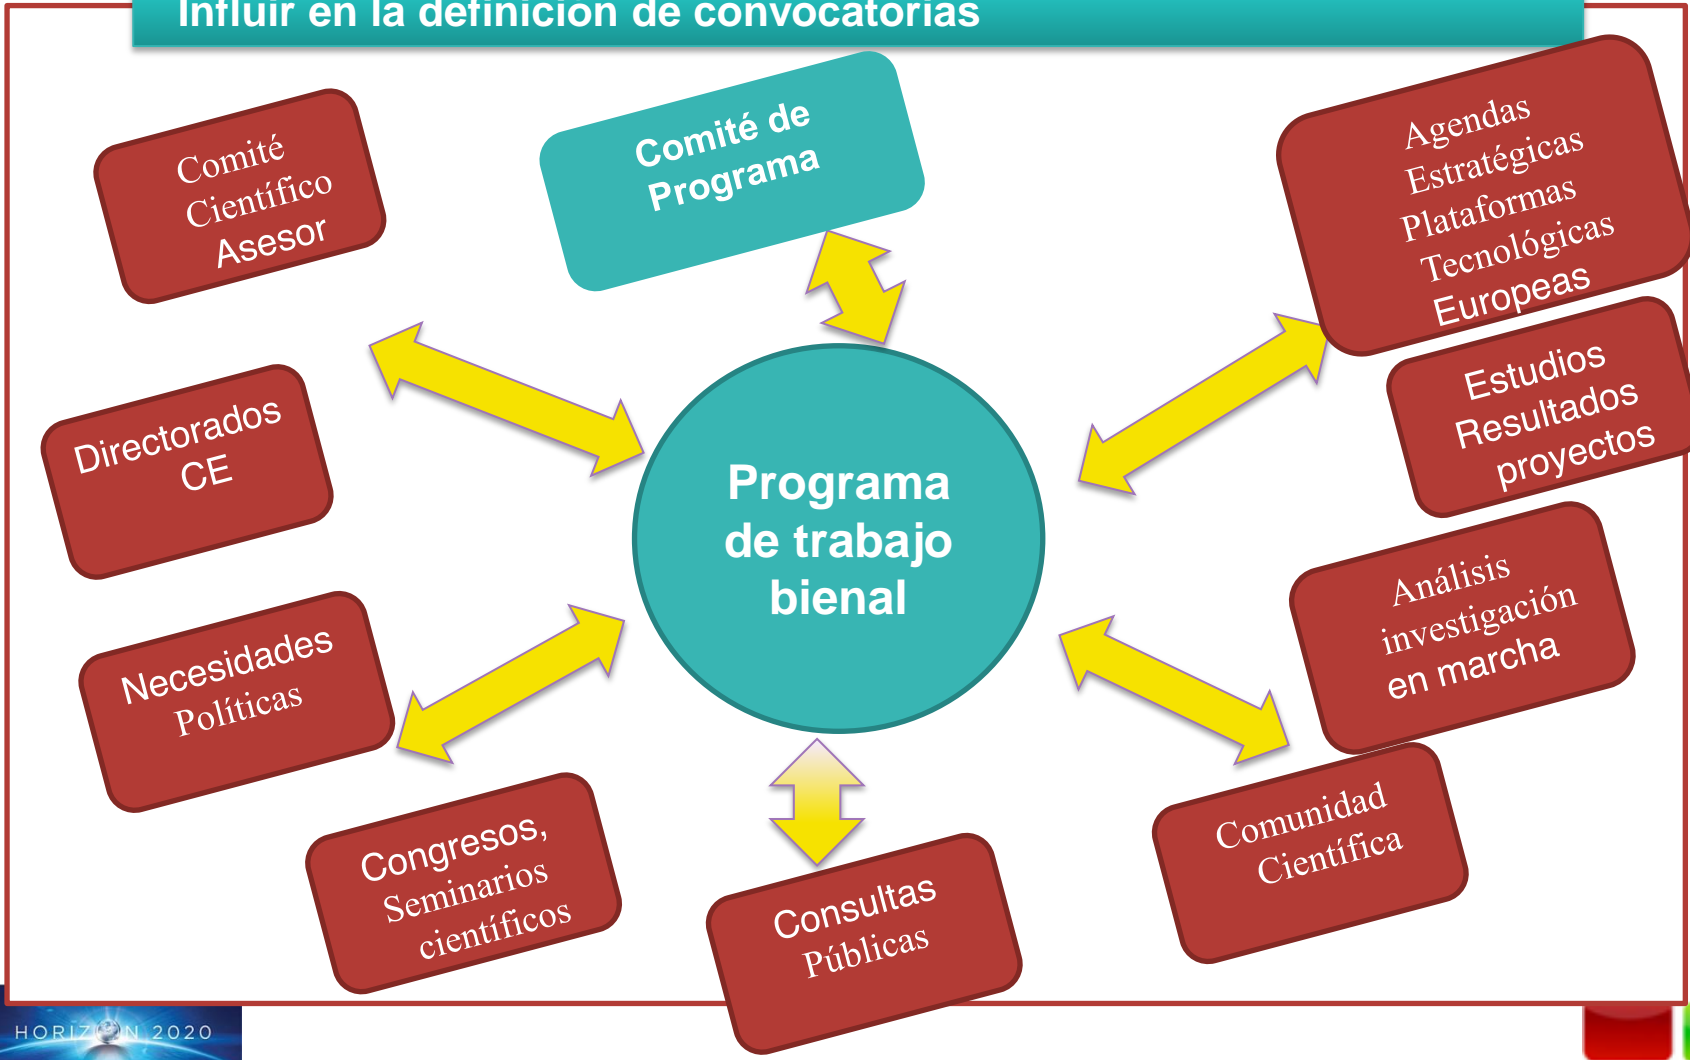 Influir en la definición de convocatorias
Comité
Científico
Asesor
Comité de
Programa
Agendas
Estratégicas
Plataformas
Tecnológicas
Europeas
Estudios
Resultados
proyectos
Directorados
CE
Programa
de trabajo
bienal
Análisis
investigación
en marcha
Necesidades
Políticas
Congresos,
Seminarios
científicos
Consultas
Públicas
Comunidad
Científica
HORIZON 2020